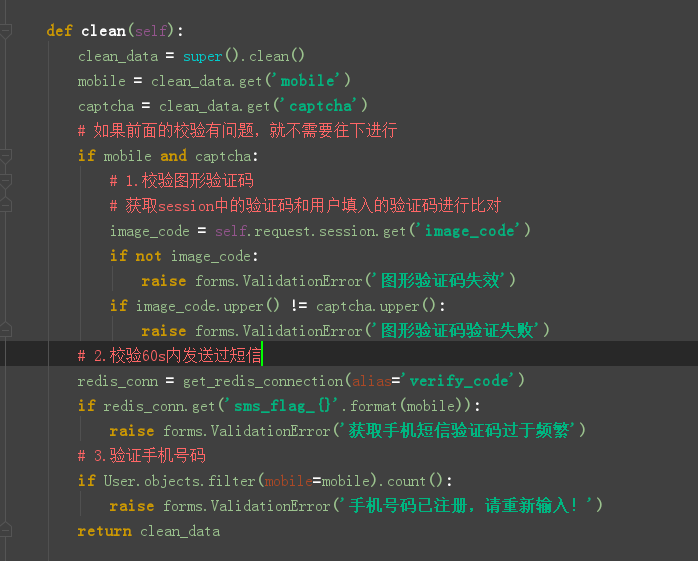 def clean(self):
clean_data = super().clean()
mobile = clean_data.get('mobile')
captcha = clean_data.get('captcha')
# 如果前面的校验有问题，就不需要往下进行
if mobile and captcha:
# 1.校验图形验证码
# 获取session中的验证码和用户填入的验证码进行比对
image_code = self.request.session.get('image_code')
if not image_code:
raise forms.ValidationError('图形验证码失效')
if image_code.upper() != captcha.upper():
raise forms.ValidationError('图形验证码验证失败')
# 2.校验60s内发送过短信
redis_conn = get_redis_connection(alias='verify_code')
if redis_conn.get('sms_flag_{}'.format(mobile)):
raise forms.ValidationError('获取手机短信验证码过于频繁')
# 3.验证手机号码
if User.objects.filter(mobile=mobile).count():
raise forms.ValidationError('手机号码已注册，请重新输入！')
return clean_data